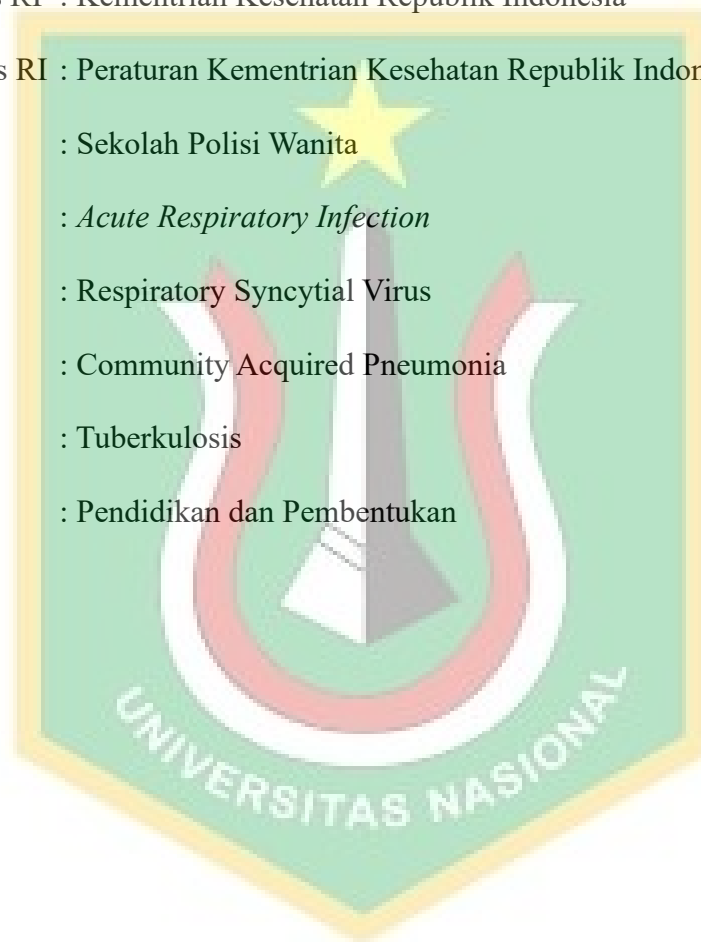 s RI : Kementrian Kesehatan Republik Indonesia
s RI : Peraturan Kementrian Kesehatan Republik Indon
: Sekolah Polisi Wanita
: Acute Respiratory Infection
: Respiratory Syncytial Virus
: Community Acquired Pneumonia
: Tuberkulosis
: Pendidikan dan Pembentukan
UNIVERSITAS NASIONAL